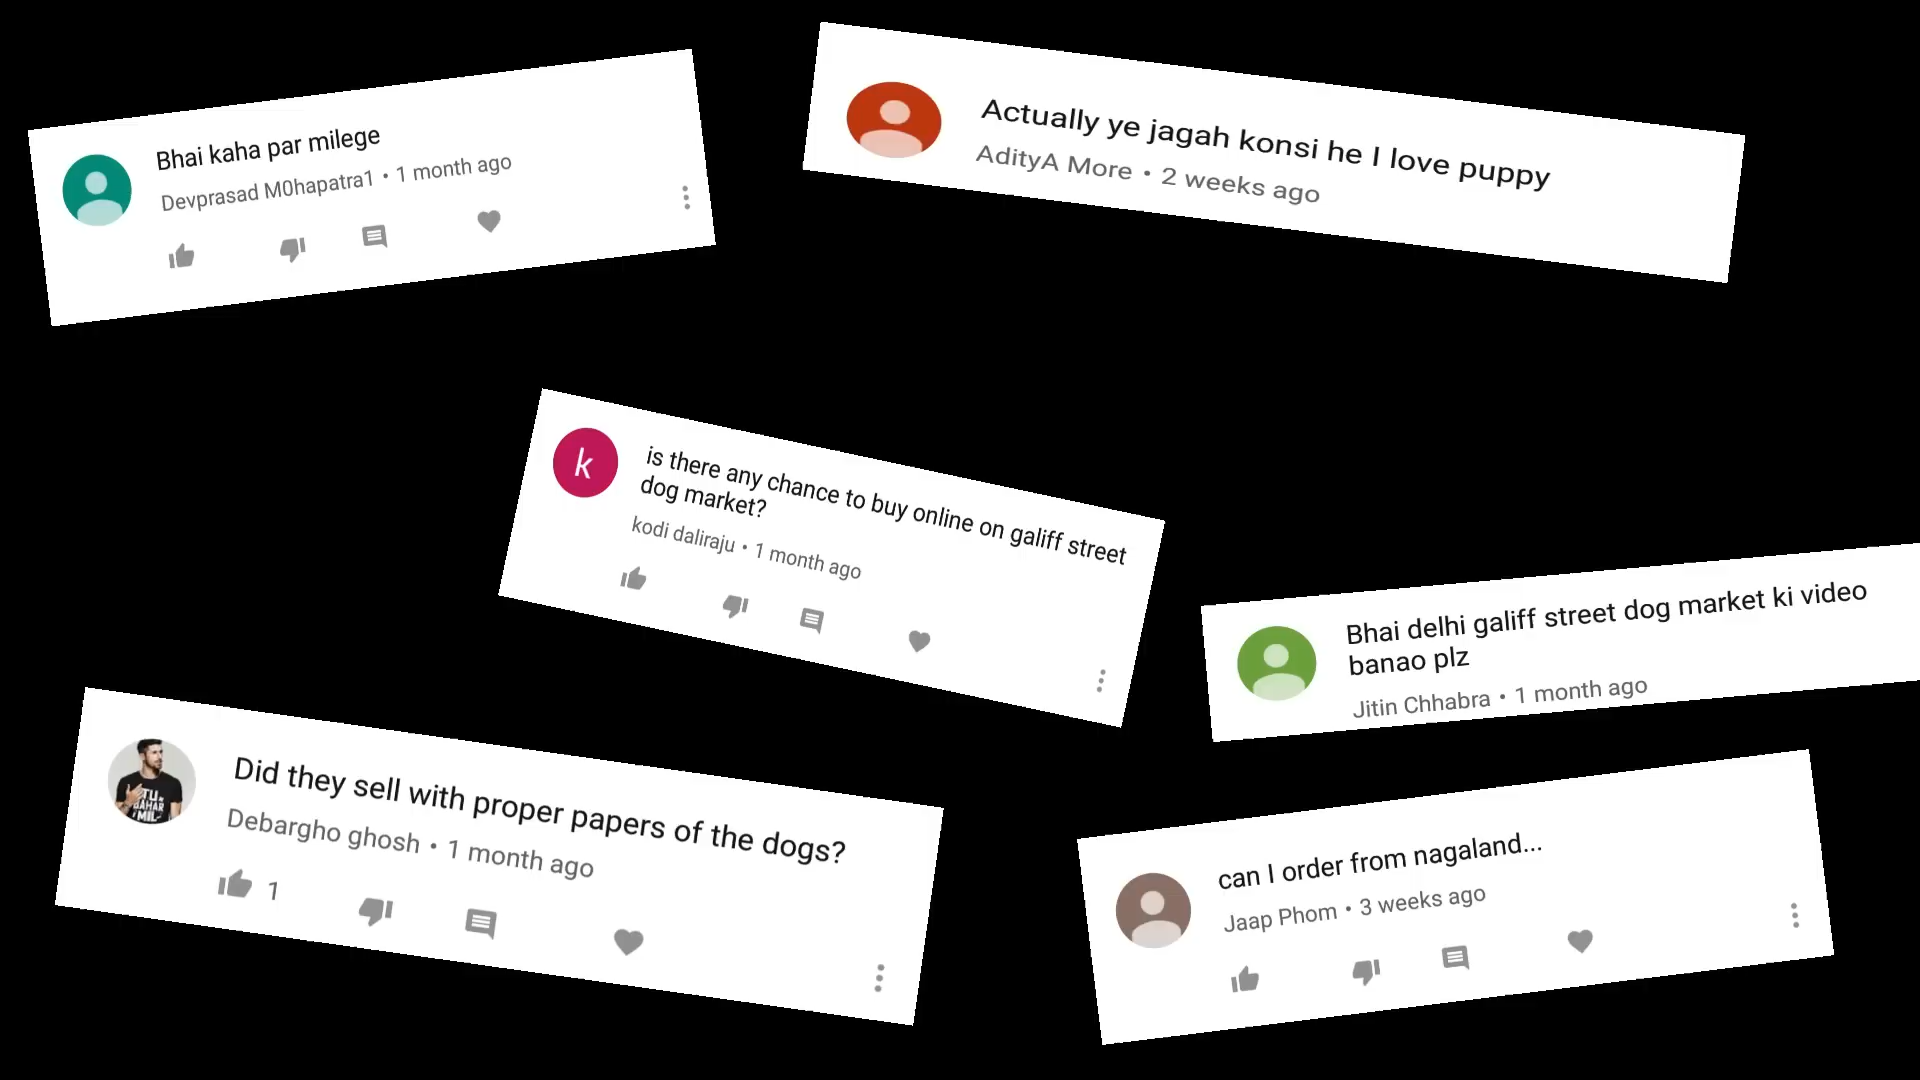 Bhai kaha par milege
Devprasad M0hapatra1 • 1 month ago
Actually ye jagah konsi he I love puppy
AdityA More • 2 weeks ago
k
is there any chance to buy online on galiff street
dog market?
kodi daliraju • 1 month ago
Bhai delhi galiff street dog market ki video
banao plz
Jitin Chhabra • 1 month ago
TU
BAHAR
MIL
Did they sell with proper papers of the dogs?
Debargho ghosh • 1 month ago
1
can I order from nagaland...
Jaap Phom • 3 weeks ago